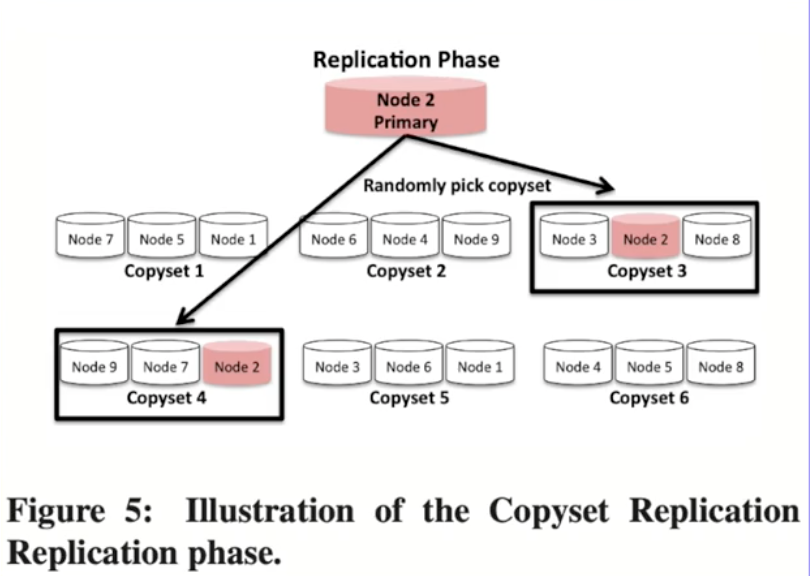 Replication Phase
Node 2
Primary
Randomly pick copyset
Node 7 Node 5 Node 1
Copyset 1
Node 6 Node 4 Node 9
Copyset 2
Node 3 Node 2 Node 8
Copyset 3
Node 9 Node 7 Node 2
Copyset 4
Node 3 Node 6 Node 1
Copyset 5
Node 4 Node 5 Node 8
Copyset 6
Figure 5: Illustration of the Copyset Replication
Replication phase.